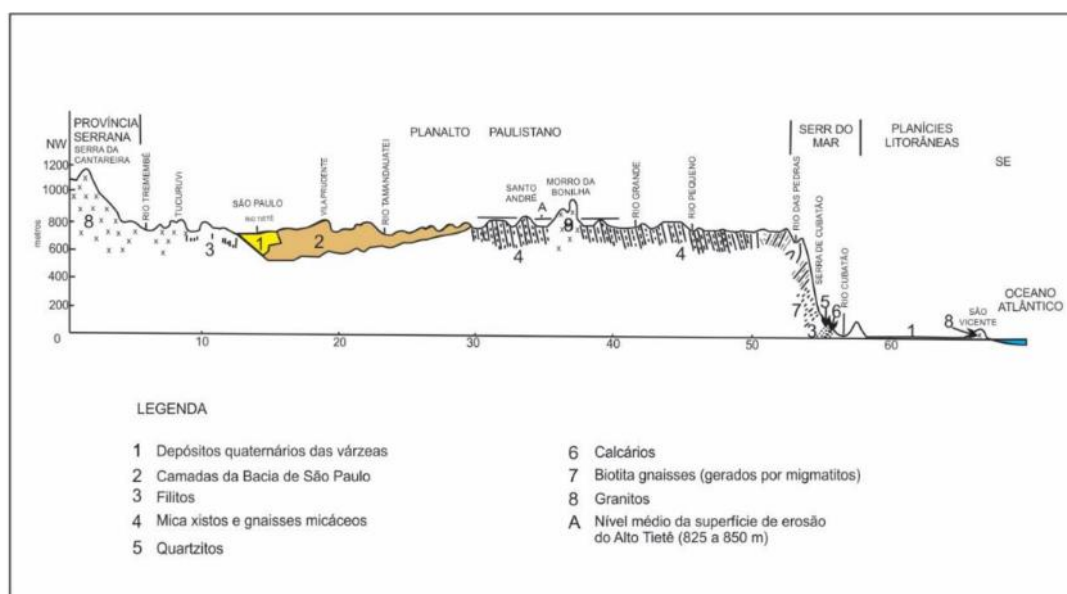 PROVÍNCIA
SERRANA
SERRA DA
CANTAREIRA
PLANALTO PAULISTANO
SERR DO
MAR
PLANÍCIES
LITORÂNEAS
NW
SE
1200
1000
800
600
400
200
0
metros
RIO TREMEMBÉ
TUCURUVI
SÃO PAULO
RIO TIETÊ
VILA PRUDENTE
RIO TAMANDAUATEI
SANTO
ANDRÉ
A
MORRO DA
BONILHA
RIO GRANDE
RIO PEQUENO
RIO DAS PEDRAS
SERRA DE CUBATÃO
RIO CUBATÃO
SÃO
VICENTE
OCEANO
ATLÂNTICO
8
3
1
2
4
8
4
7
3
5
6
1
8
10
20
30
40
50
60
LEGENDA
1 Depósitos quaternários das várzeas
2 Camadas da Bacia de São Paulo
3 Filitos
4 Mica xistos e gnaisses micáceos
5 Quartzitos
6 Calcários
7 Biotita gnaisses (gerados por migmatitos)
8 Granitos
A Nível médio da superfície de erosão
do Alto Tietê (825 a 850 m)